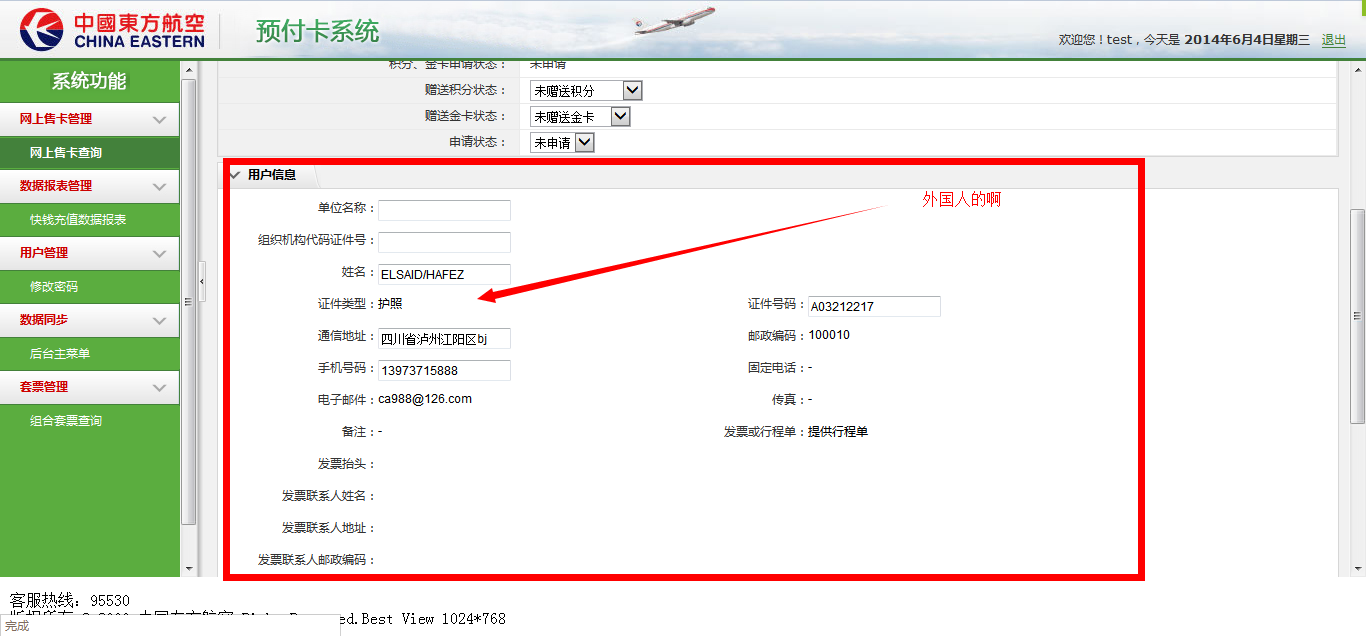 中國東方航空
CHINA EASTERN
预付卡系统
欢迎您！test，今天是 2014年6月4日星期三 退出
系统功能
网上售卡管理
网上售卡查询
数据报表管理
快钱充值数据报表
用户管理
修改密码
数据同步
后台主菜单
套票管理
组合套票查询
积分、金卡申请状态： 未申请
赠送积分状态： 未赠送积分
赠送金卡状态： 未赠送金卡
申请状态： 未申请
用户信息
外国人的啊
单位名称：
组织机构代码证件号：
姓名： ELSAID/HAFEZ
证件类型：护照 证件号码： A03212217
通信地址： 四川省泸州江阳区bj 邮政编码：100010
手机号码： 13973715888 固定电话：-
电子邮件：ca988@126.com 传真：-
备注：- 发票或行程单：提供行程单
发票抬头：
发票联系人姓名：
发票联系人地址：
发票联系人邮政编码：
客服热线: 95530
ed.Best View 1024*768
完成